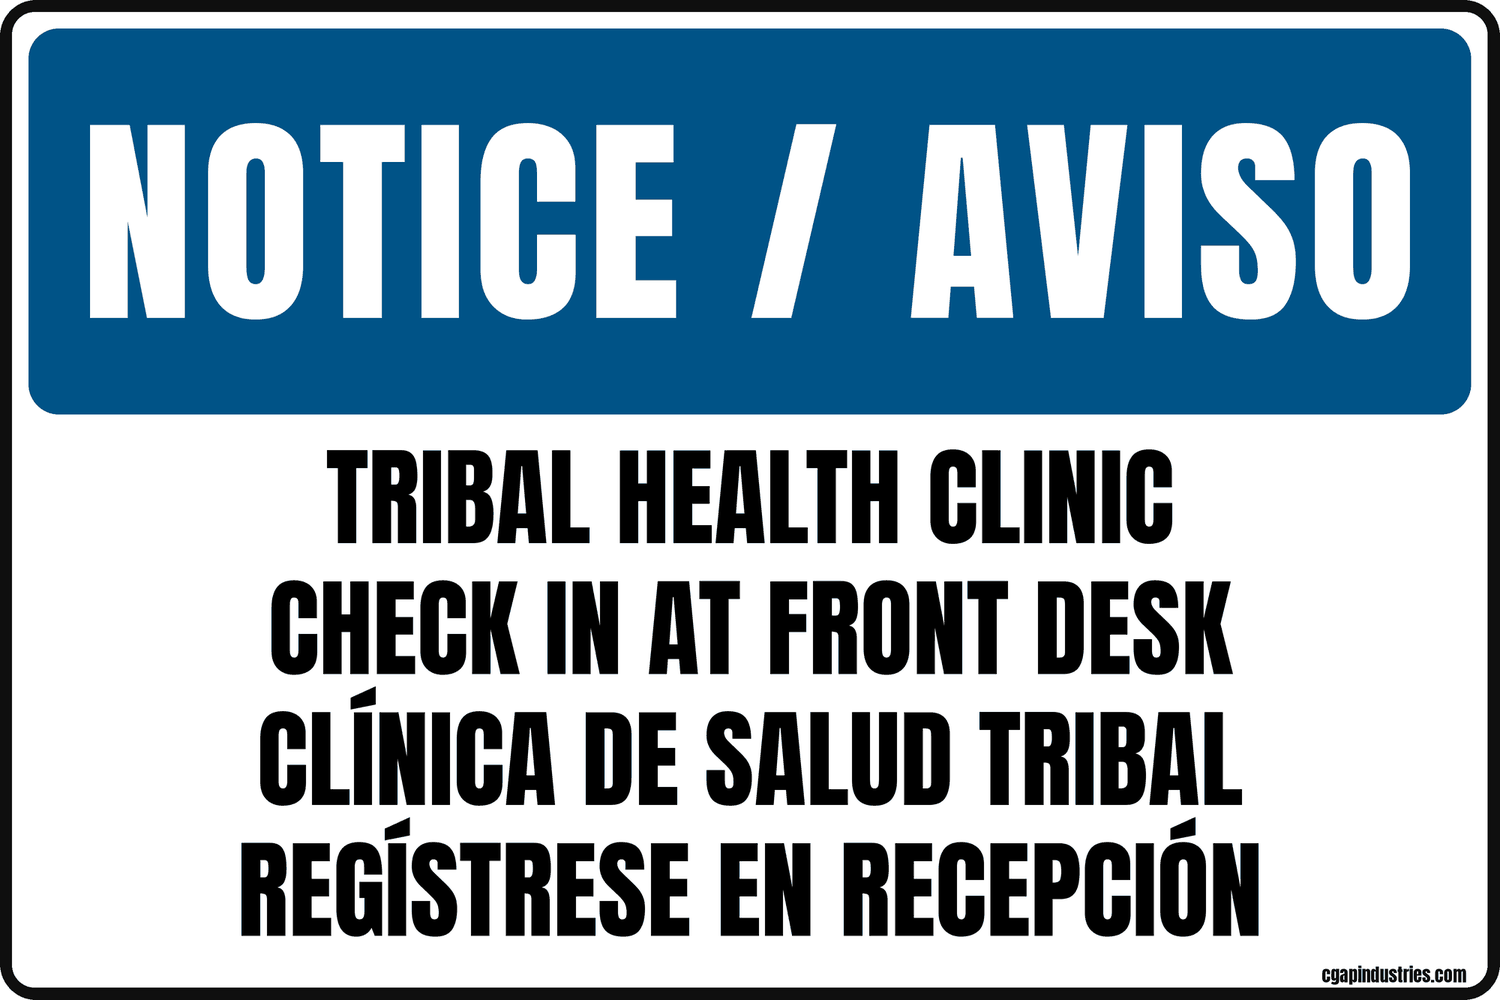 NOTICE / AVISO
TRIBAL HEALTH CLINIC
CHECK IN AT FRONT DESK
CLÍNICA DE SALUD TRIBAL
REGÍSTRESE EN RECEPCIÓN
cgapindustries.com